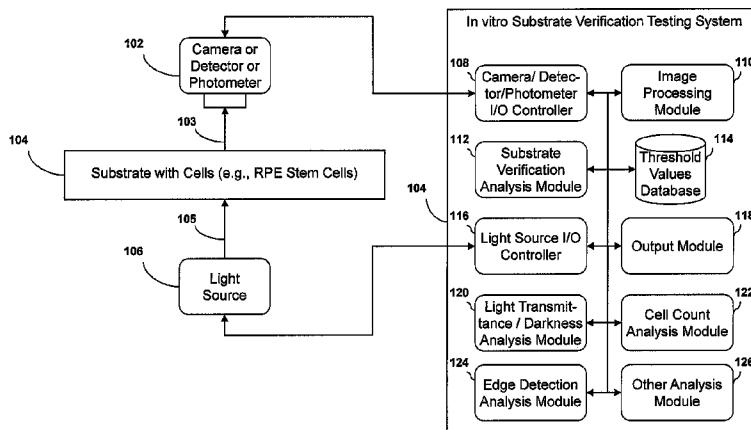 In vitro Substrate Verification Testing System
102
Camera or
Detector or
Photometer
103
104
Substrate with Cells (e.g., RPE Stem Cells)
105
106
Light
Source
104
108
Camera/ Detec-
tor/Photometer
I/O Controller
110
Image
Processing
Module
112
Substrate
Verification
Analysis Module
114
Threshold
Values
Database
116
Light Source I/O
Controller
118
Output Module
120
Light Transmit-
tance / Darkness
Analysis Module
122
Cell Count
Analysis Module
124
Edge Detection
Analysis Module
126
Other Analysis
Module